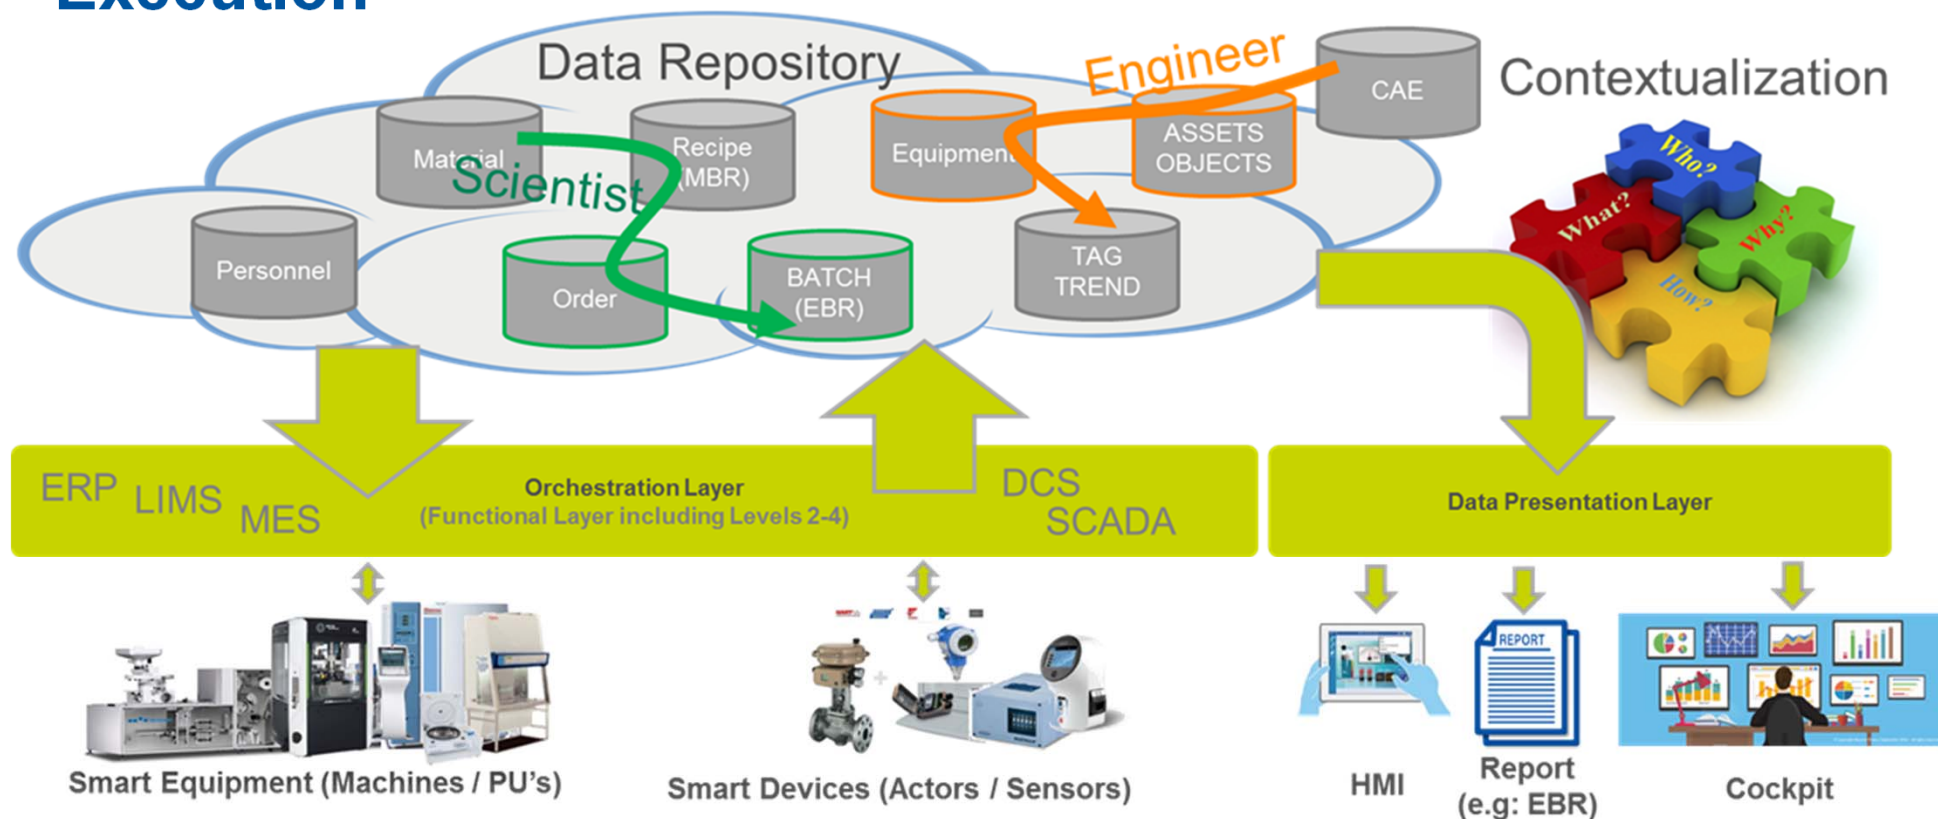 Execution
Data Repository
Engineer
CAE
Contextualization
Material
Recipe
(MBR)
Equipment
ASSETS
OBJECTS
Scientist
Who?
What?
Why?
How?
Personnel
Order
BATCH
(EBR)
TAG
TREND
ERP
LIMS
MES
Orchestration Layer
(Functional Layer including Levels 2-4)
DCS
SCADA
Data Presentation Layer
REPORT
Smart Equipment (Machines / PU's)
Smart Devices (Actors / Sensors)
HMI
Report
(e.g: EBR)
Cockpit